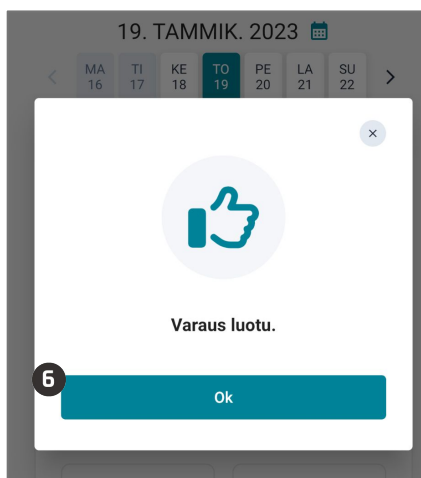 19. TAMMIK. 2023
MA TI KE TO PE LA SU
16 17 18 19 20 21 22
Varaus luotu.
6
Ok